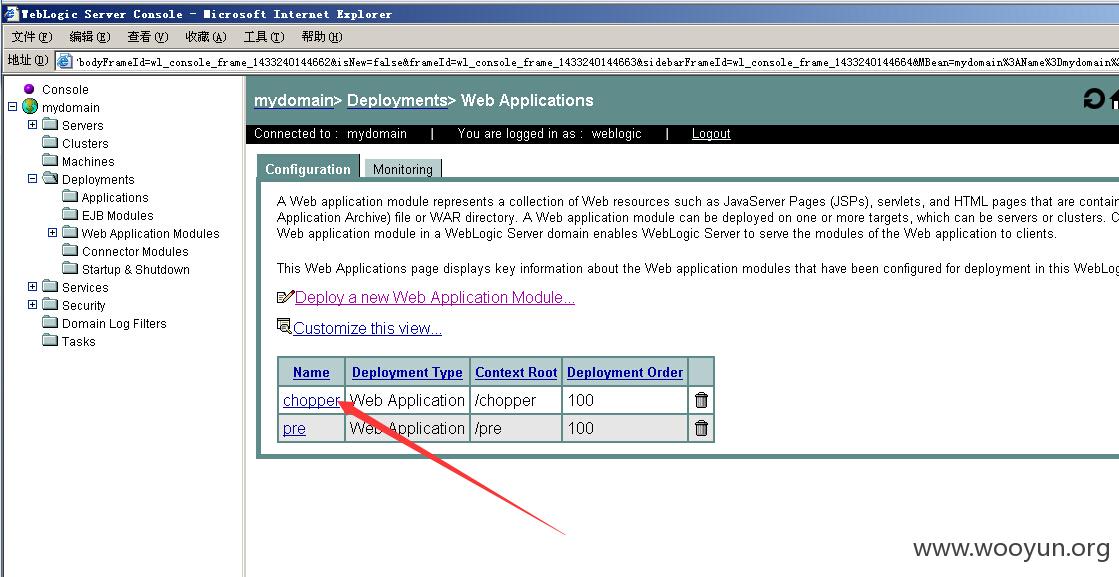 WebLogic Server Console - Microsoft Internet Explorer
文件(F) 编辑(E) 查看(V) 收藏(A) 工具(T) 帮助(H)
地址(D) 'bodyFrameId=wl_console_frame_1433240144662&isNew=false&frameId=wl_console_frame_1433240144663&sidebarFrameId=wl_console_frame_1433240144664&MBean=mydomain%3AName%3Dmydomain%2
Console
mydomain
Servers
Clusters
Machines
Deployments
Applications
EJB Modules
Web Application Modules
Connector Modules
Startup & Shutdown
Services
Security
Domain Log Filters
Tasks
mydomain> Deployments> Web Applications
Connected to : mydomain | You are logged in as : weblogic | Logout
Configuration Monitoring
A Web application module represents a collection of Web resources such as JavaServer Pages (JSPs), servlets, and HTML pages that are contain
Application Archive) file or WAR directory. A Web application module can be deployed on one or more targets, which can be servers or clusters. C
Web application module in a WebLogic Server domain enables WebLogic Server to serve the modules of the Web application to clients.
This Web Applications page displays key information about the Web application modules that have been configured for deployment in this WebLog
Deploy a new Web Application Module...
Customize this view...
Name Deployment Type Context Root Deployment Order
chopper Web Application /chopper 100
pre Web Application /pre 100
www.wooyun.org